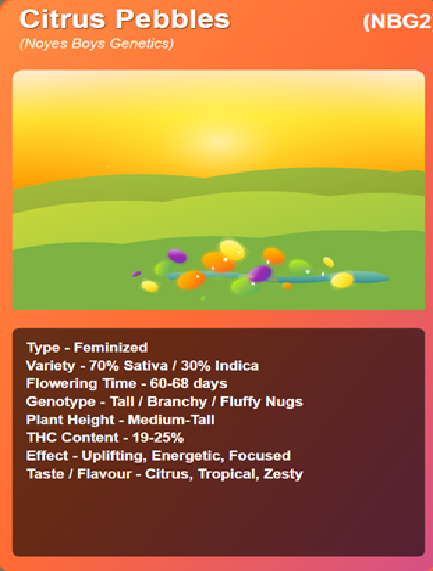 Citrus Pebbles
(NBG2
(Noyes Boys Genetics)
Type - Feminized
Variety - 70% Sativa / 30% Indica
Flowering Time - 60-68 days
Genotype - Tall / Branchy / Fluffy Nugs
Plant Height - Medium-Tall
THC Content - 19-25%
Effect - Uplifting, Energetic, Focused
Taste / Flavour - Citrus, Tropical, Zesty